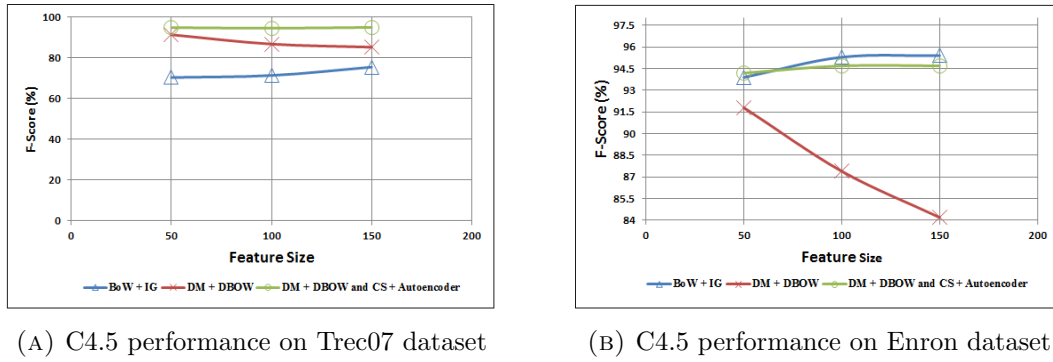 100
80
60
40
20
0
F-Score (%)
0 50 100 150 200
Feature Size
BoW + IG DM + DBOW DM + DBOW and CS + Autoencoder
(A) C4.5 performance on Trec07 dataset
97.5
96
94.5
93
91.5
90
88.5
87
85.5
84
F-Score (%)
0 50 100 150 200
Feature Size
BoW + IG DM + DBOW DM + DBOW and CS + Autoencoder
(B) C4.5 performance on Enron dataset